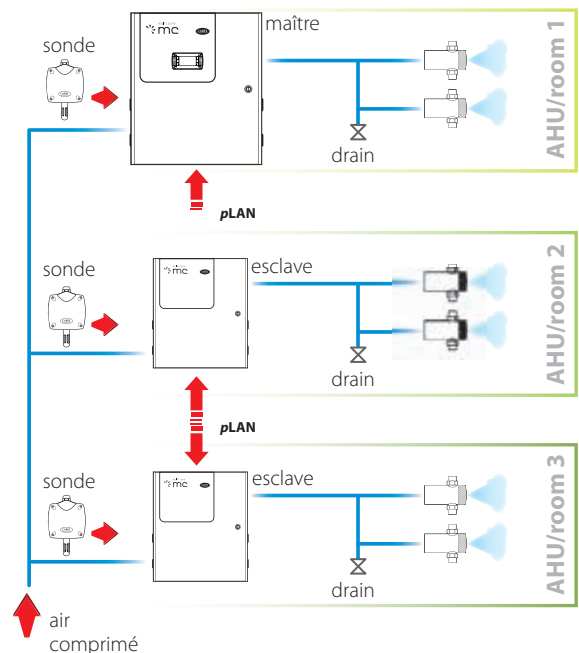 sonde
mc
CAREL
maître
drain
AHU/room 1
pLAN
sonde
mc
esclave
drain
AHU/room 2
pLAN
sonde
mc
esclave
drain
AHU/room 3
air
comprimé